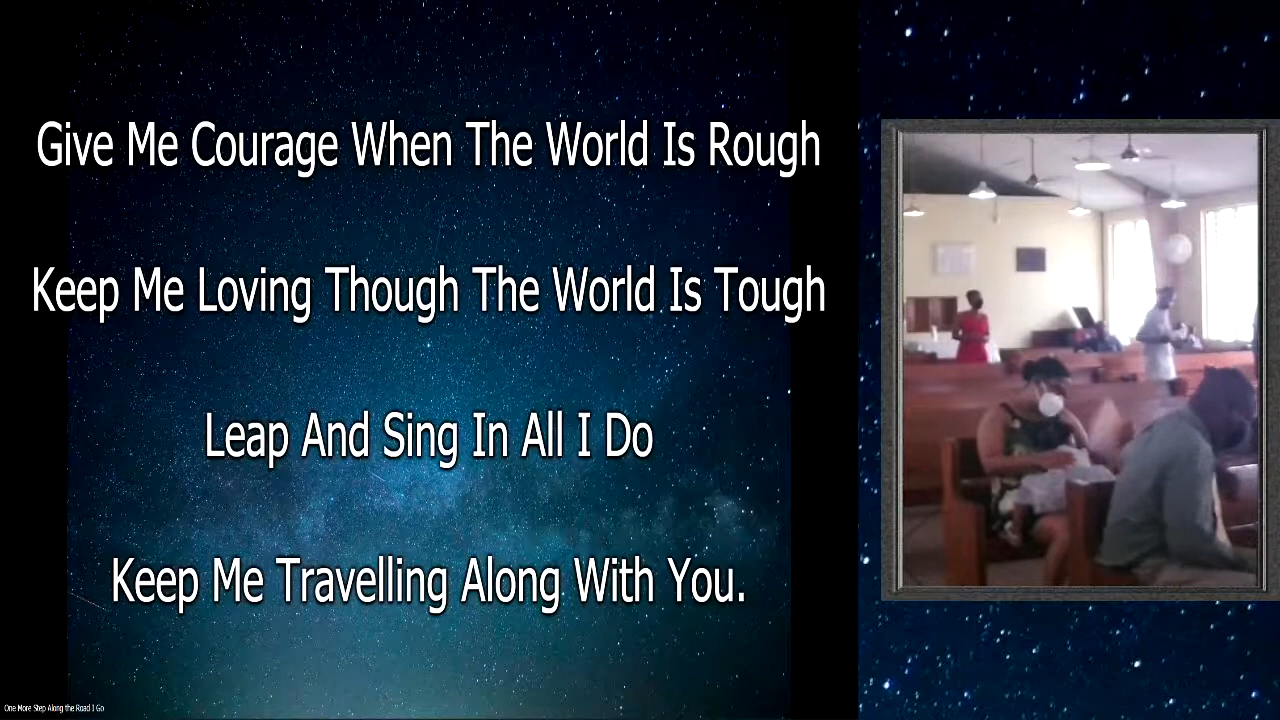 Give Me Courage When The World Is Rough
Keep Me Loving Though The World Is Tough
Leap And Sing In All I Do
Keep Me Travelling Along With You.
One More Step Along the Road I Go